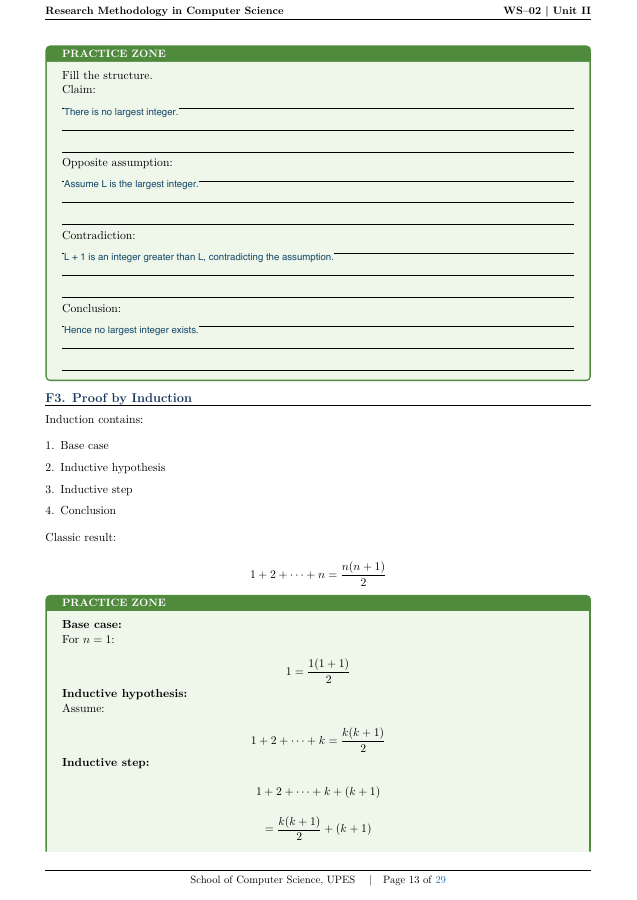 Research Methodology in Computer Science WS–02 | Unit II
PRACTICE ZONE
Fill the structure.
Claim:
There is no largest integer.
Opposite assumption:
Assume L is the largest integer.
Contradiction:
L + 1 is an integer greater than L, contradicting the assumption.
Conclusion:
Hence no largest integer exists.
F3. Proof by Induction
Induction contains:
1. Base case
2. Inductive hypothesis
3. Inductive step
4. Conclusion
Classic result:
1 + 2 + ··· + n = n(n + 1)/2
PRACTICE ZONE
Base case:
For n = 1:
1 = 1(1 + 1)/2
Inductive hypothesis:
Assume:
1 + 2 + ··· + k = k(k + 1)/2
Inductive step:
1 + 2 + ··· + k + (k + 1)
= k(k + 1)/2 + (k + 1)
School of Computer Science, UPES | Page 13 of 29